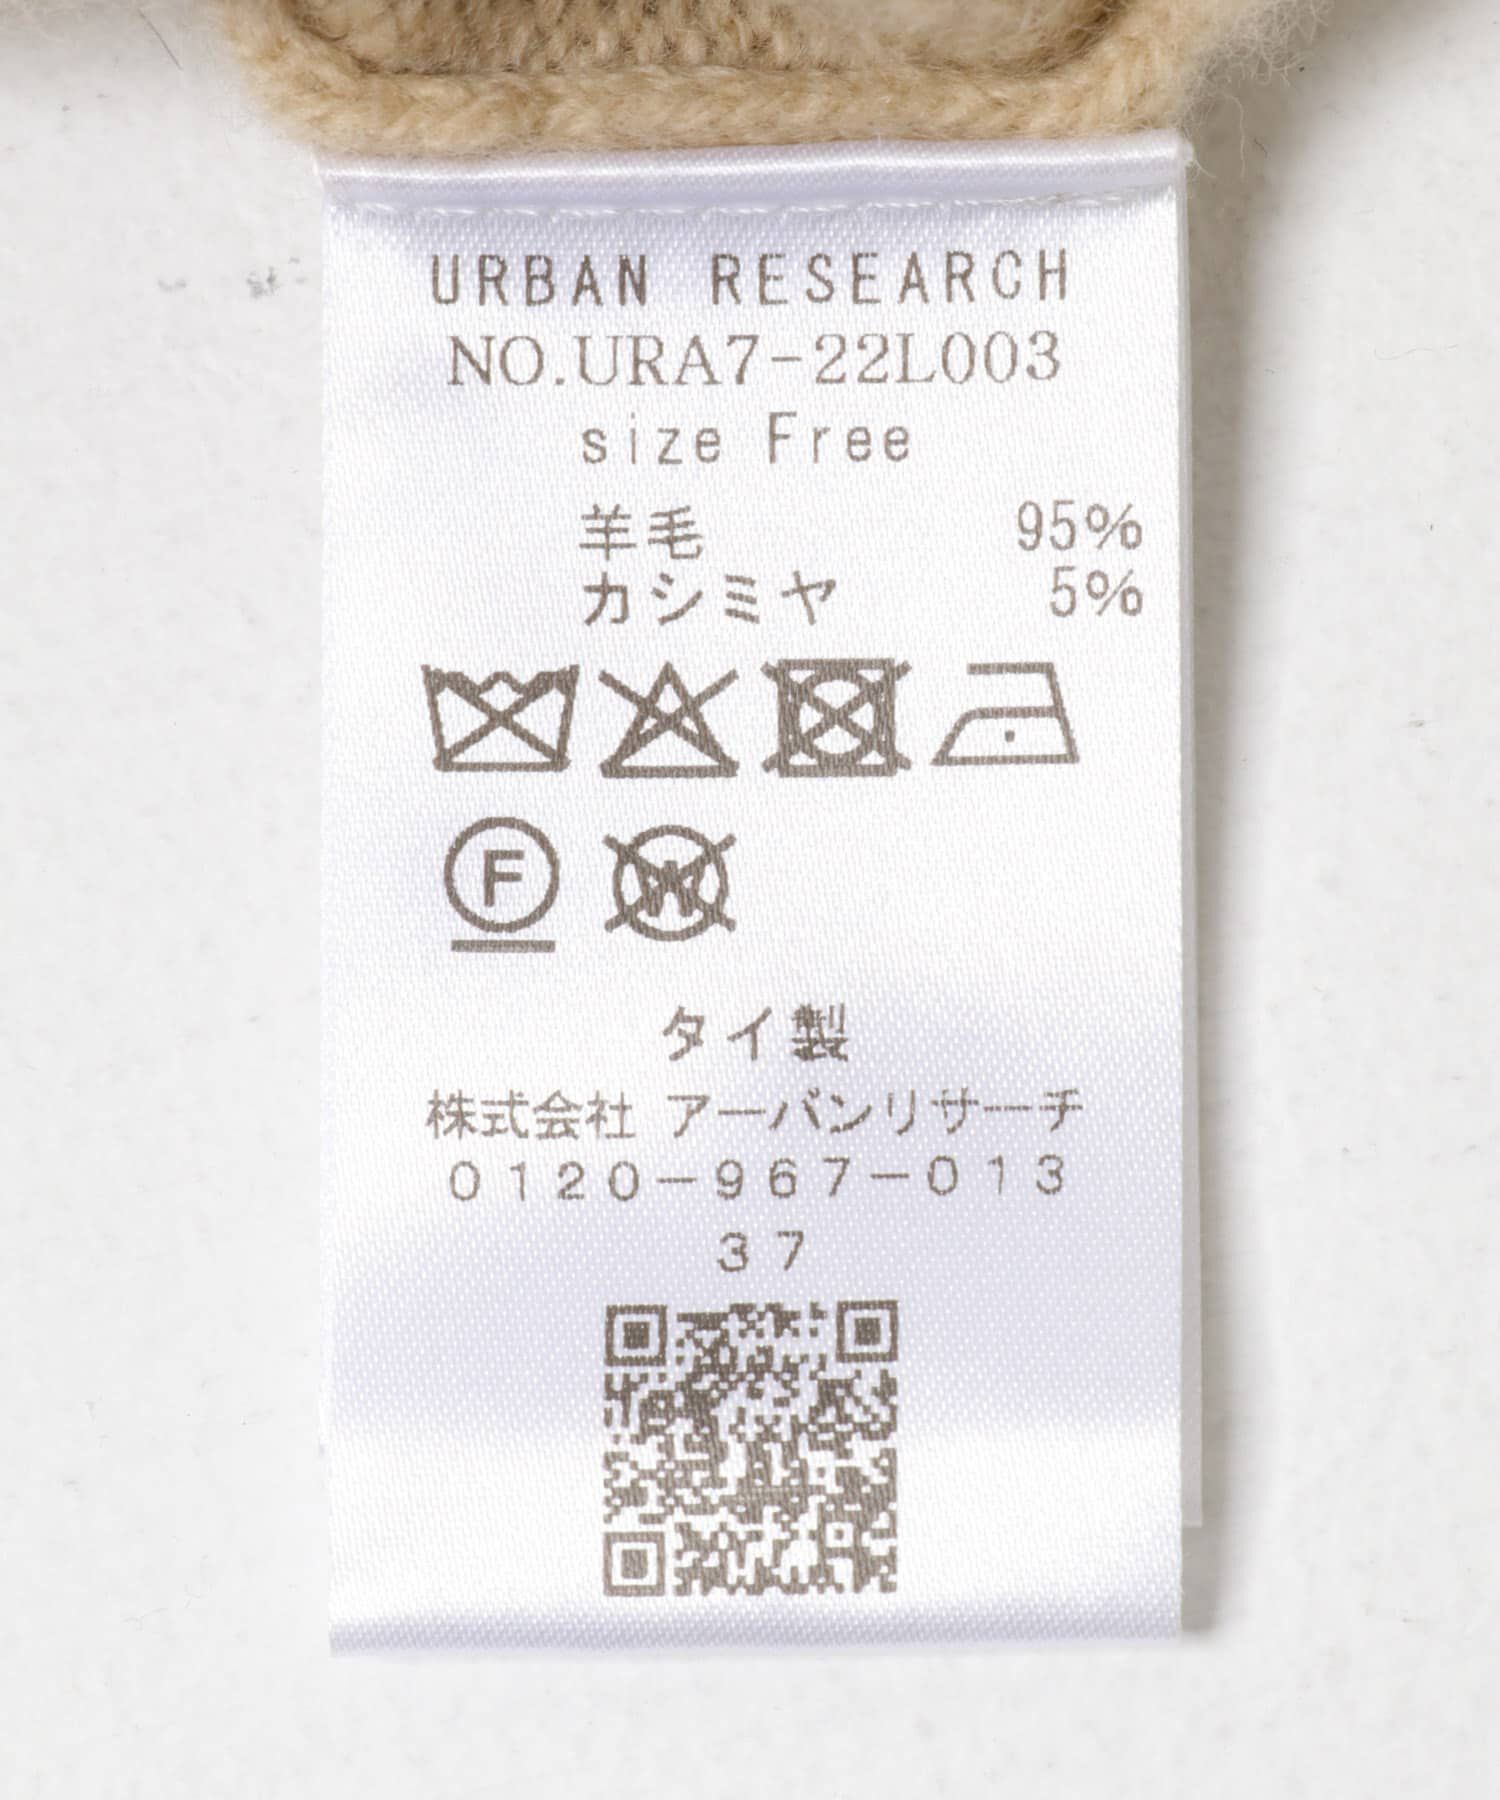 URBAN RESEARCH
NO.URA7-22L003
size Free
羊毛 95%
カシミヤ 5%
F W
タイ製
株式会社 アーバンリサーチ
0120-967-013
37